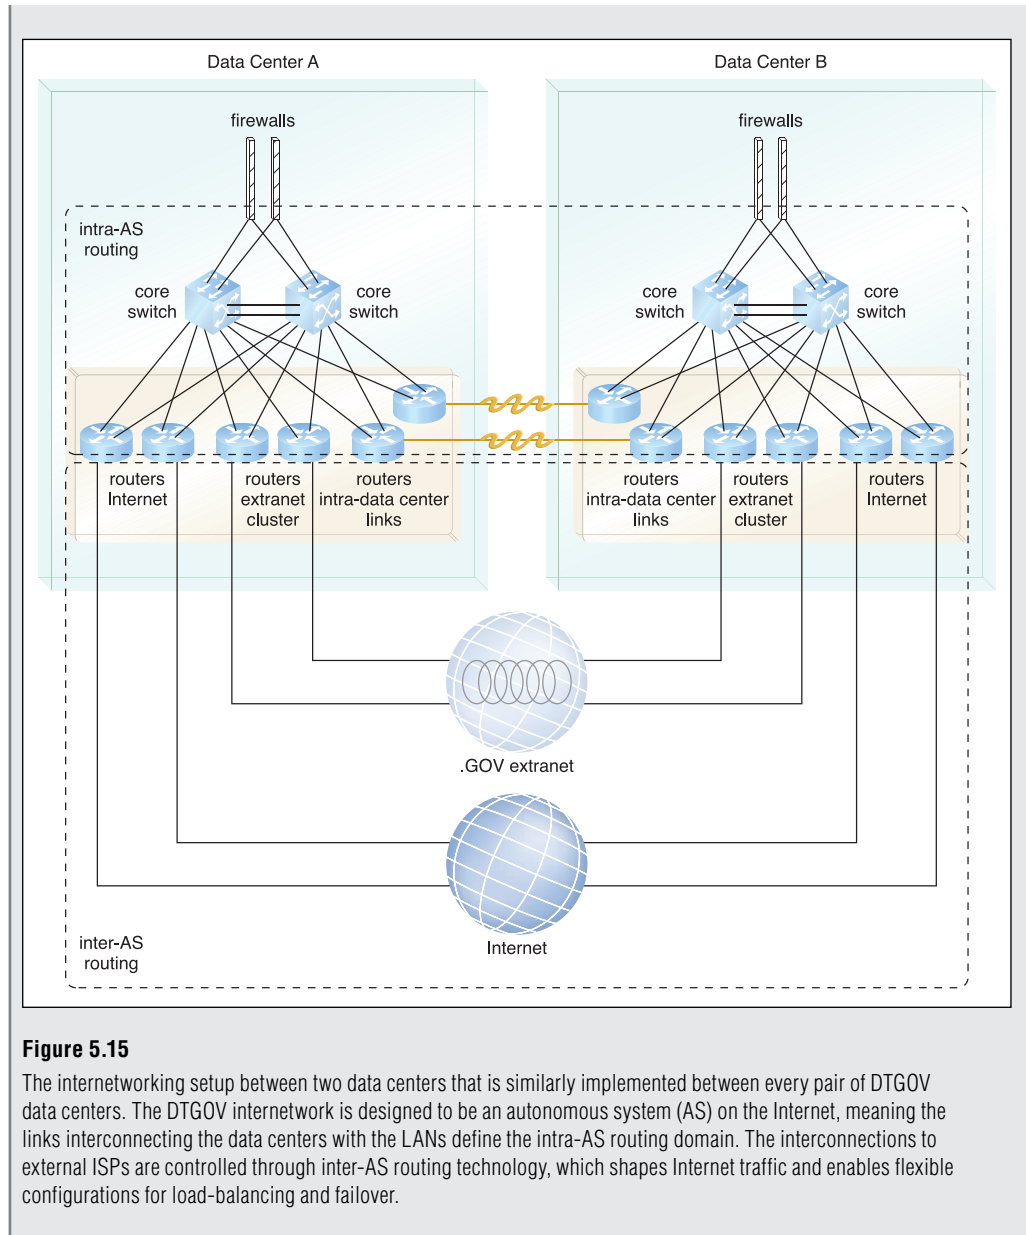 Data Center A
Data Center B
firewalls
firewalls
intra-AS
routing
core
switch
core
switch
core
switch
core
switch
routers
Internet
routers
extranet
cluster
routers
intra-data center
links
routers
intra-data center
links
routers
extranet
cluster
routers
Internet
.GOV extranet
Internet
inter-AS
routing
Figure 5.15
The internetworking setup between two data centers that is similarly implemented between every pair of DTGOV
data centers. The DTGOV internetwork is designed to be an autonomous system (AS) on the Internet, meaning the
links interconnecting the data centers with the LANs define the intra-AS routing domain. The interconnections to
external ISPs are controlled through inter-AS routing technology, which shapes Internet traffic and enables flexible
configurations for load-balancing and failover.